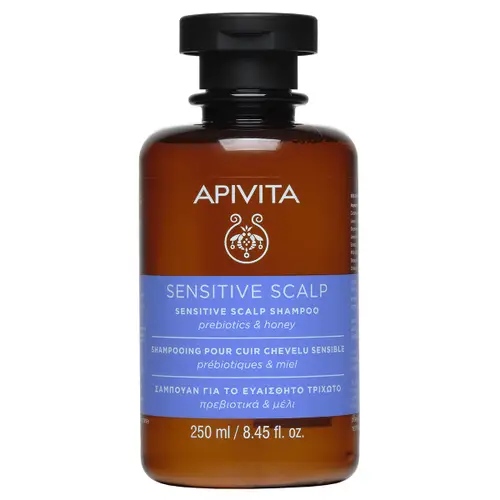 APIVITA
SENSITIVE SCALP
SENSITIVE SCALP SHAMPOO
prebiotics & honey
SHAMPOOING POUR CUIR CHEVELU SENSIBLE
prébiotiques & miel
ΣΑΜΠΟΥΑΝ ΓΙΑ ΤΟ ΕΥΑΙΣΘΗΤΟ ΤΡΙΧΩΤΟ
πρεβιοτικά & μέλι
250 ml / 8.45 fl. oz.